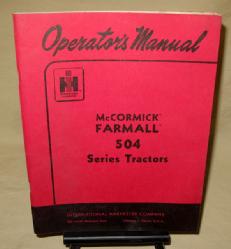 Operator's Manual
IH
McCORMICK
FARMALL
504
Series Tractors
INTERNATIONAL HARVESTER COMPANY